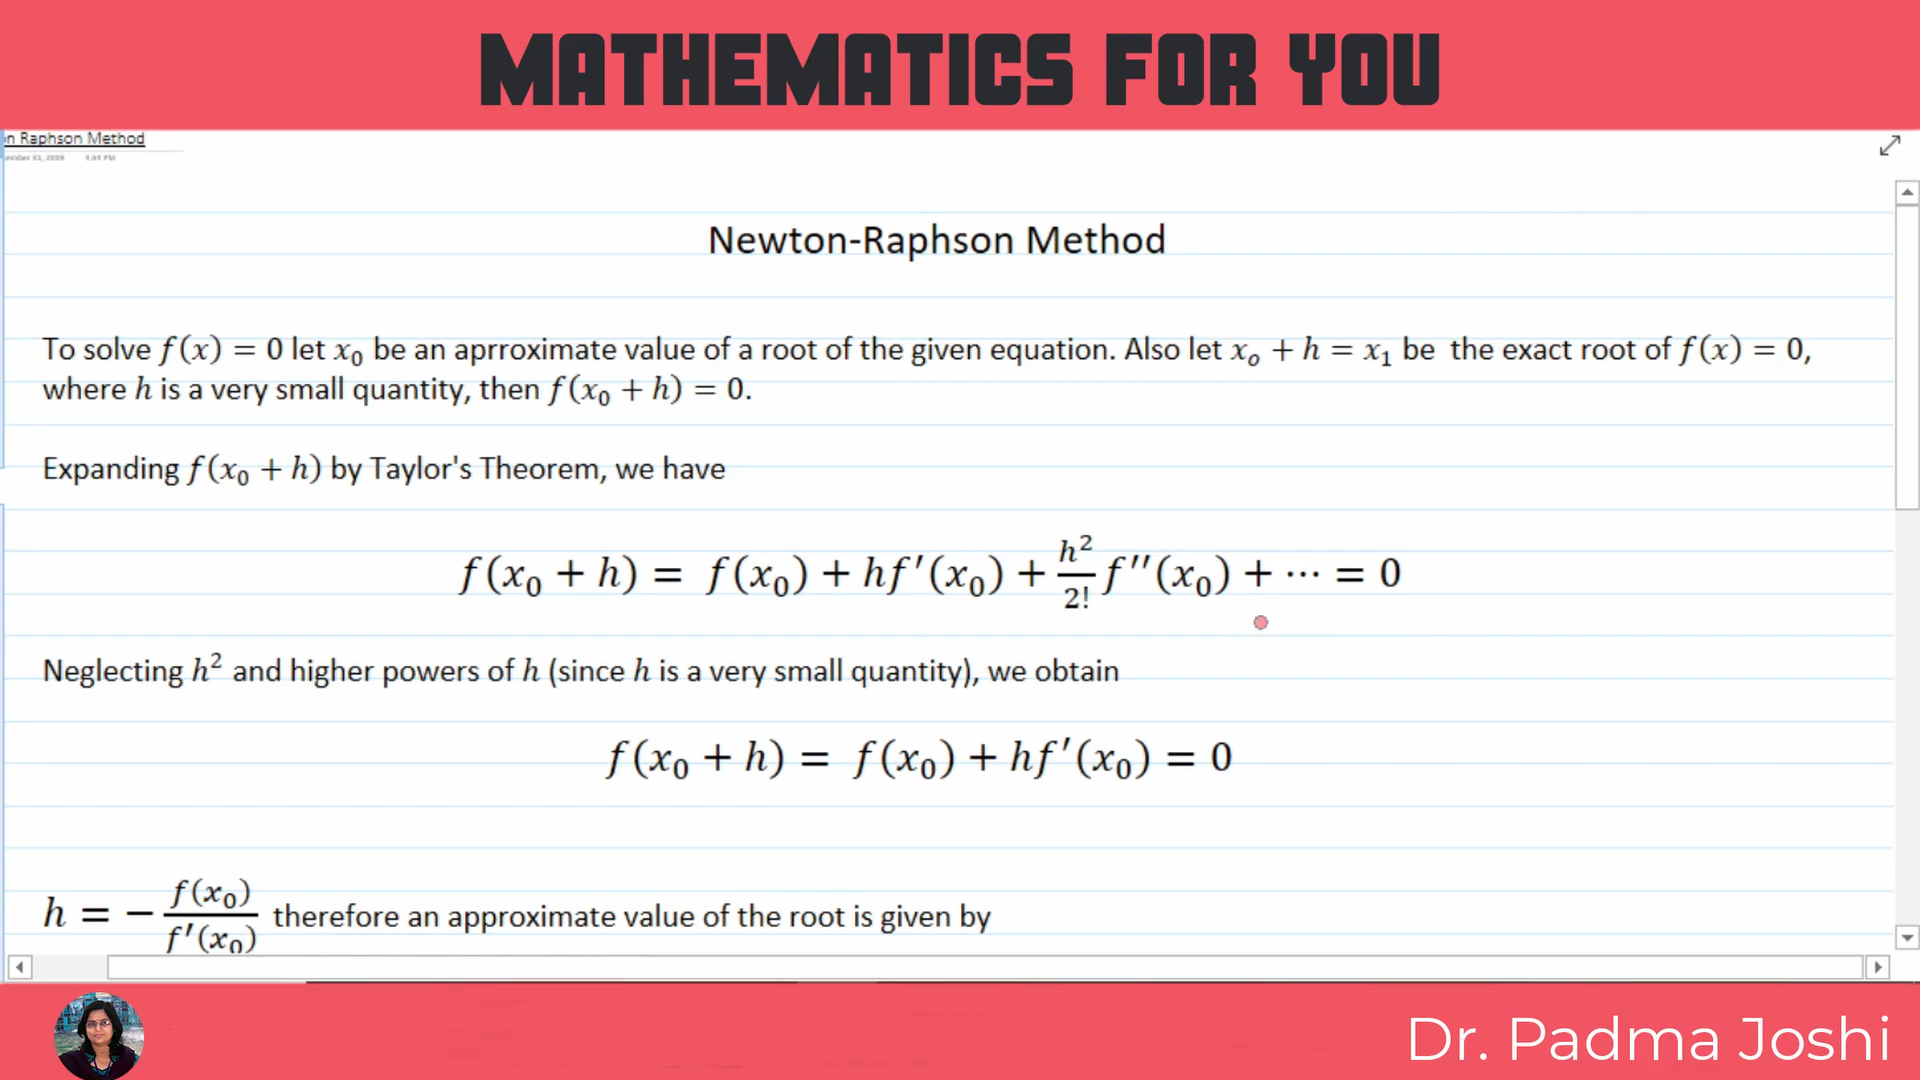 MATHEMATICS FOR YOU
n Raphson Method
4:54 PM
Newton-Raphson Method
To solve f(x) = 0 let x₀ be an aprroximate value of a root of the given equation. Also let xₒ + h = x₁ be the exact root of f(x) = 0,
where h is a very small quantity, then f(x₀ + h) = 0.
Expanding f(x₀ + h) by Taylor's Theorem, we have
f(x₀ + h) = f(x₀) + hf′(x₀) + h²/2! f′′(x₀) + ⋯ = 0
Neglecting h² and higher powers of h (since h is a very small quantity), we obtain
f(x₀ + h) = f(x₀) + hf′(x₀) = 0
h = − f(x₀)/f′(x₀) therefore an approximate value of the root is given by
Dr. Padma Joshi